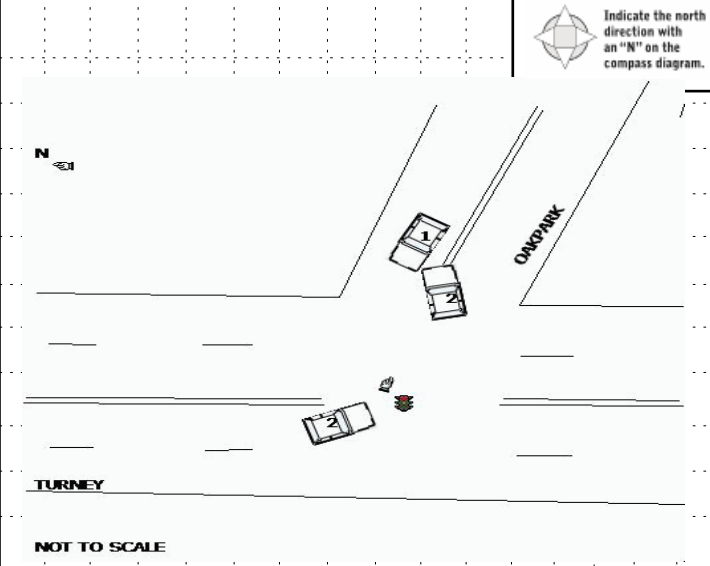 Indicate the north
direction with
an "N" on the
compass diagram.
N
1
OAKPARK
2
2
TURNEY
NOT TO SCALE